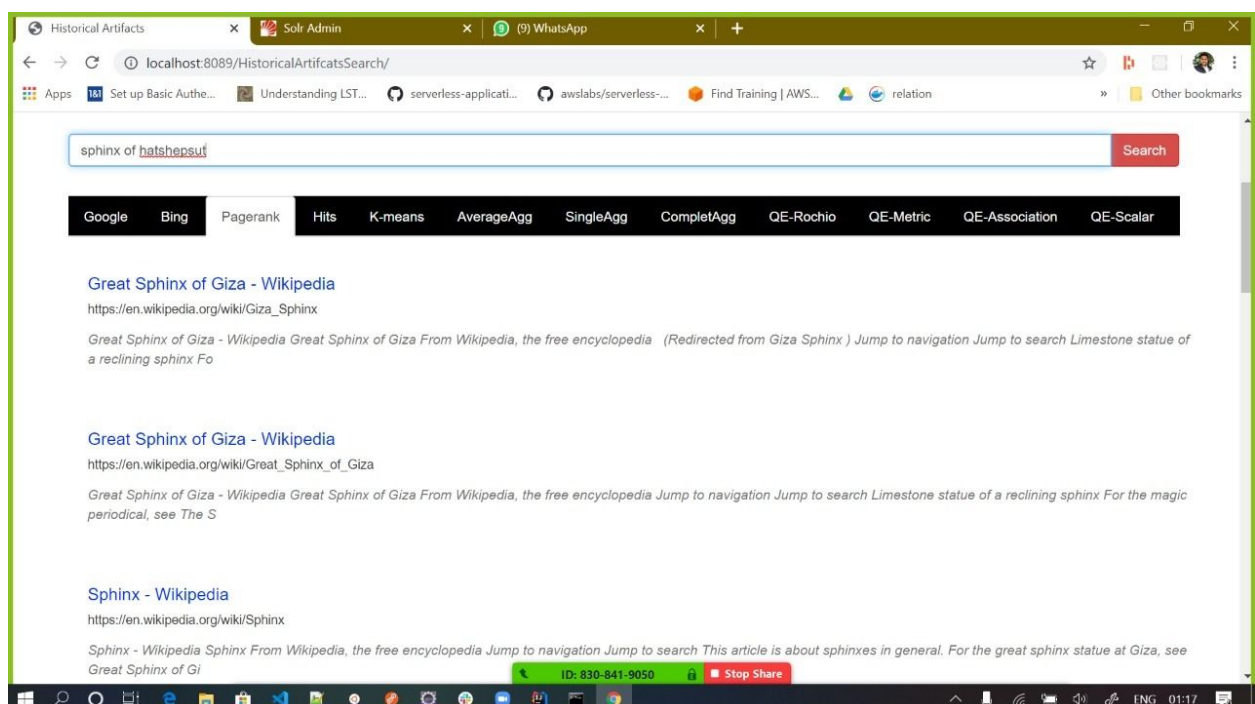 Historical Artifacts
Solr Admin
(9) WhatsApp
localhost:8089/HistoricalArtifcatsSearch/
Apps
1&1
Set up Basic Authe...
Understanding LST...
serverless-applicati...
awslabs/serverless-...
Find Training | AWS...
relation
»
Other bookmarks
sphinx of hatshepsut
Search
Google Bing Pagerank Hits K-means AverageAgg SingleAgg CompletAgg QE-Rochio QE-Metric QE-Association QE-Scalar
Great Sphinx of Giza - Wikipedia
https://en.wikipedia.org/wiki/Giza_Sphinx
Great Sphinx of Giza - Wikipedia Great Sphinx of Giza From Wikipedia, the free encyclopedia (Redirected from Giza Sphinx ) Jump to navigation Jump to search Limestone statue of
a reclining sphinx Fo
Great Sphinx of Giza - Wikipedia
https://en.wikipedia.org/wiki/Great_Sphinx_of_Giza
Great Sphinx of Giza - Wikipedia Great Sphinx of Giza From Wikipedia, the free encyclopedia Jump to navigation Jump to search Limestone statue of a reclining sphinx For the magic
periodical, see The S
Sphinx - Wikipedia
https://en.wikipedia.org/wiki/Sphinx
Sphinx - Wikipedia Sphinx From Wikipedia, the free encyclopedia Jump to navigation Jump to search This article is about sphinxes in general. For the great sphinx statue at Giza, see
Great Sphinx of Gi
ID: 830-841-9050
Stop Share
ENG 01:17